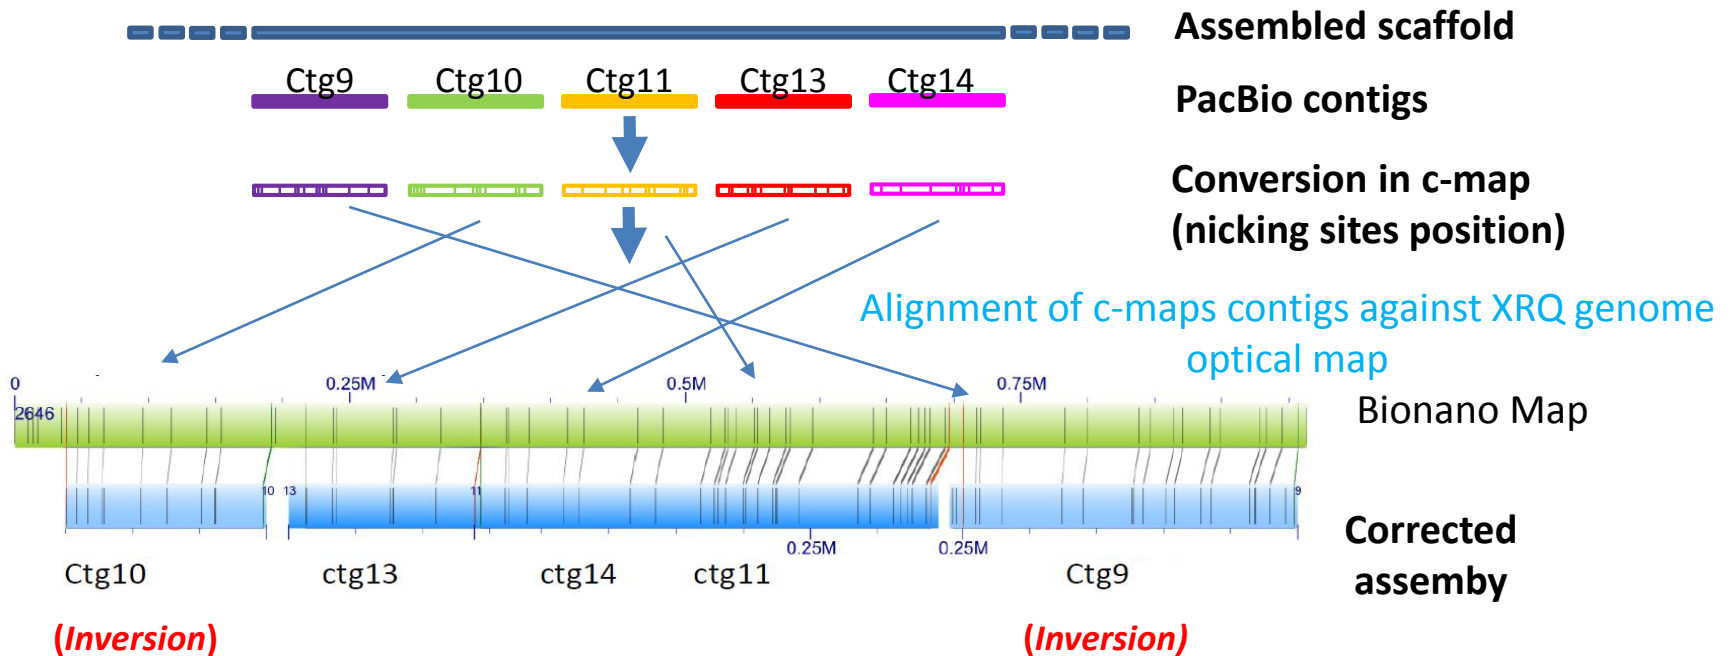 Assembled scaffold
Ctg9 Ctg10 Ctg11 Ctg13 Ctg14
PacBio contigs
Conversion in c-map
(nicking sites position)
Alignment of c-maps contigs against XRQ genome
optical map
0 0.25M 0.5M 0.75M
2646
Bionano Map
10 13 11 9
0.25M 0.25M
Corrected
assemby
Ctg10 ctg13 ctg14 ctg11 Ctg9
(Inversion) (Inversion)